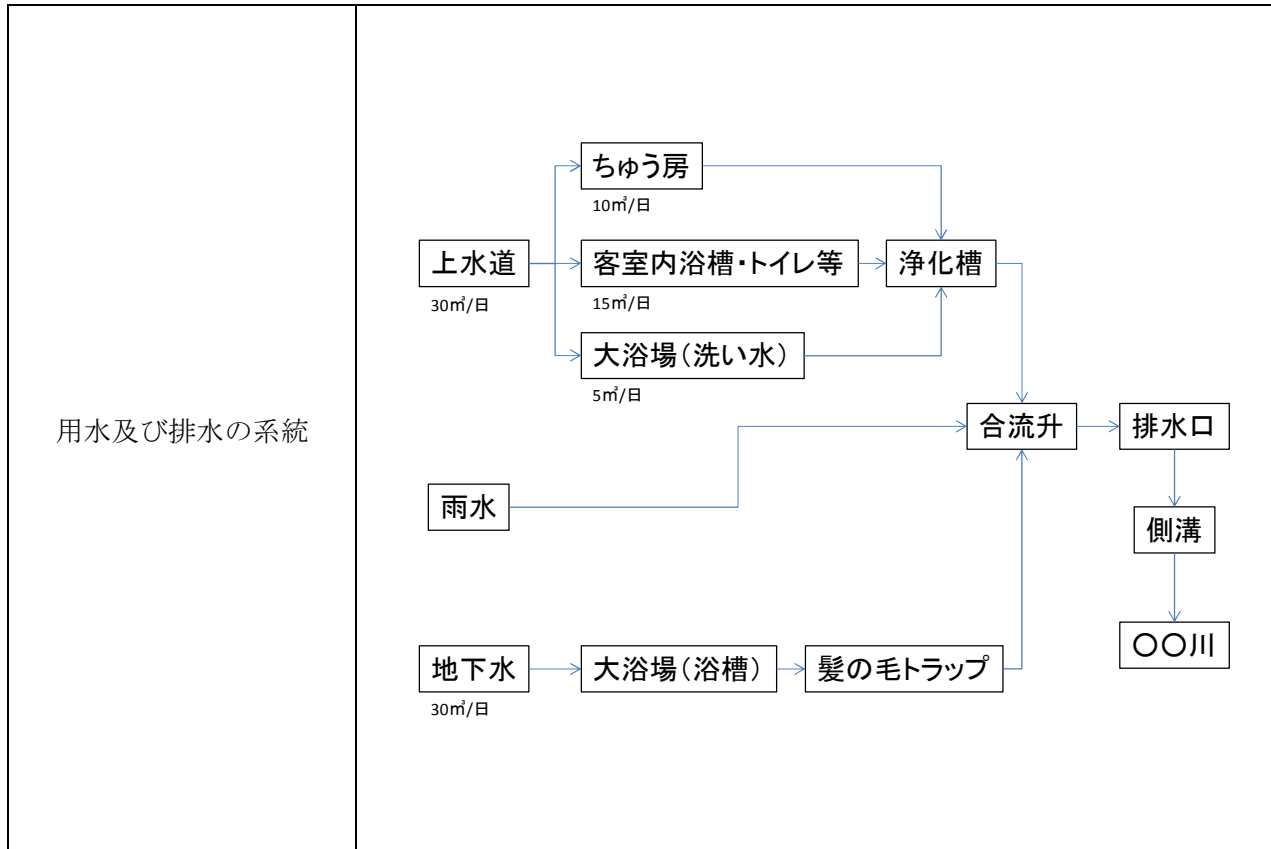 用水及び排水の系統
ちゅう房
10㎥/日
上水道
30㎥/日
客室内浴槽・トイレ等
15㎥/日
浄化槽
大浴場(洗い水)
5㎥/日
合流升
排水口
雨水
側溝
〇〇川
地下水
30㎥/日
大浴場(浴槽)
髪の毛トラップ